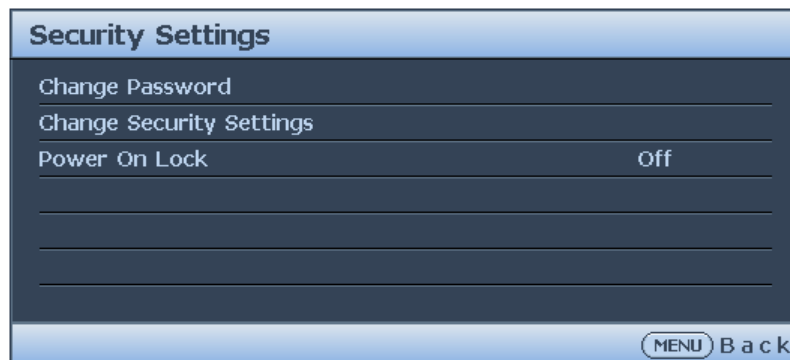 Security Settings
Change Password
Change Security Settings
Power On Lock Off
MENU Back